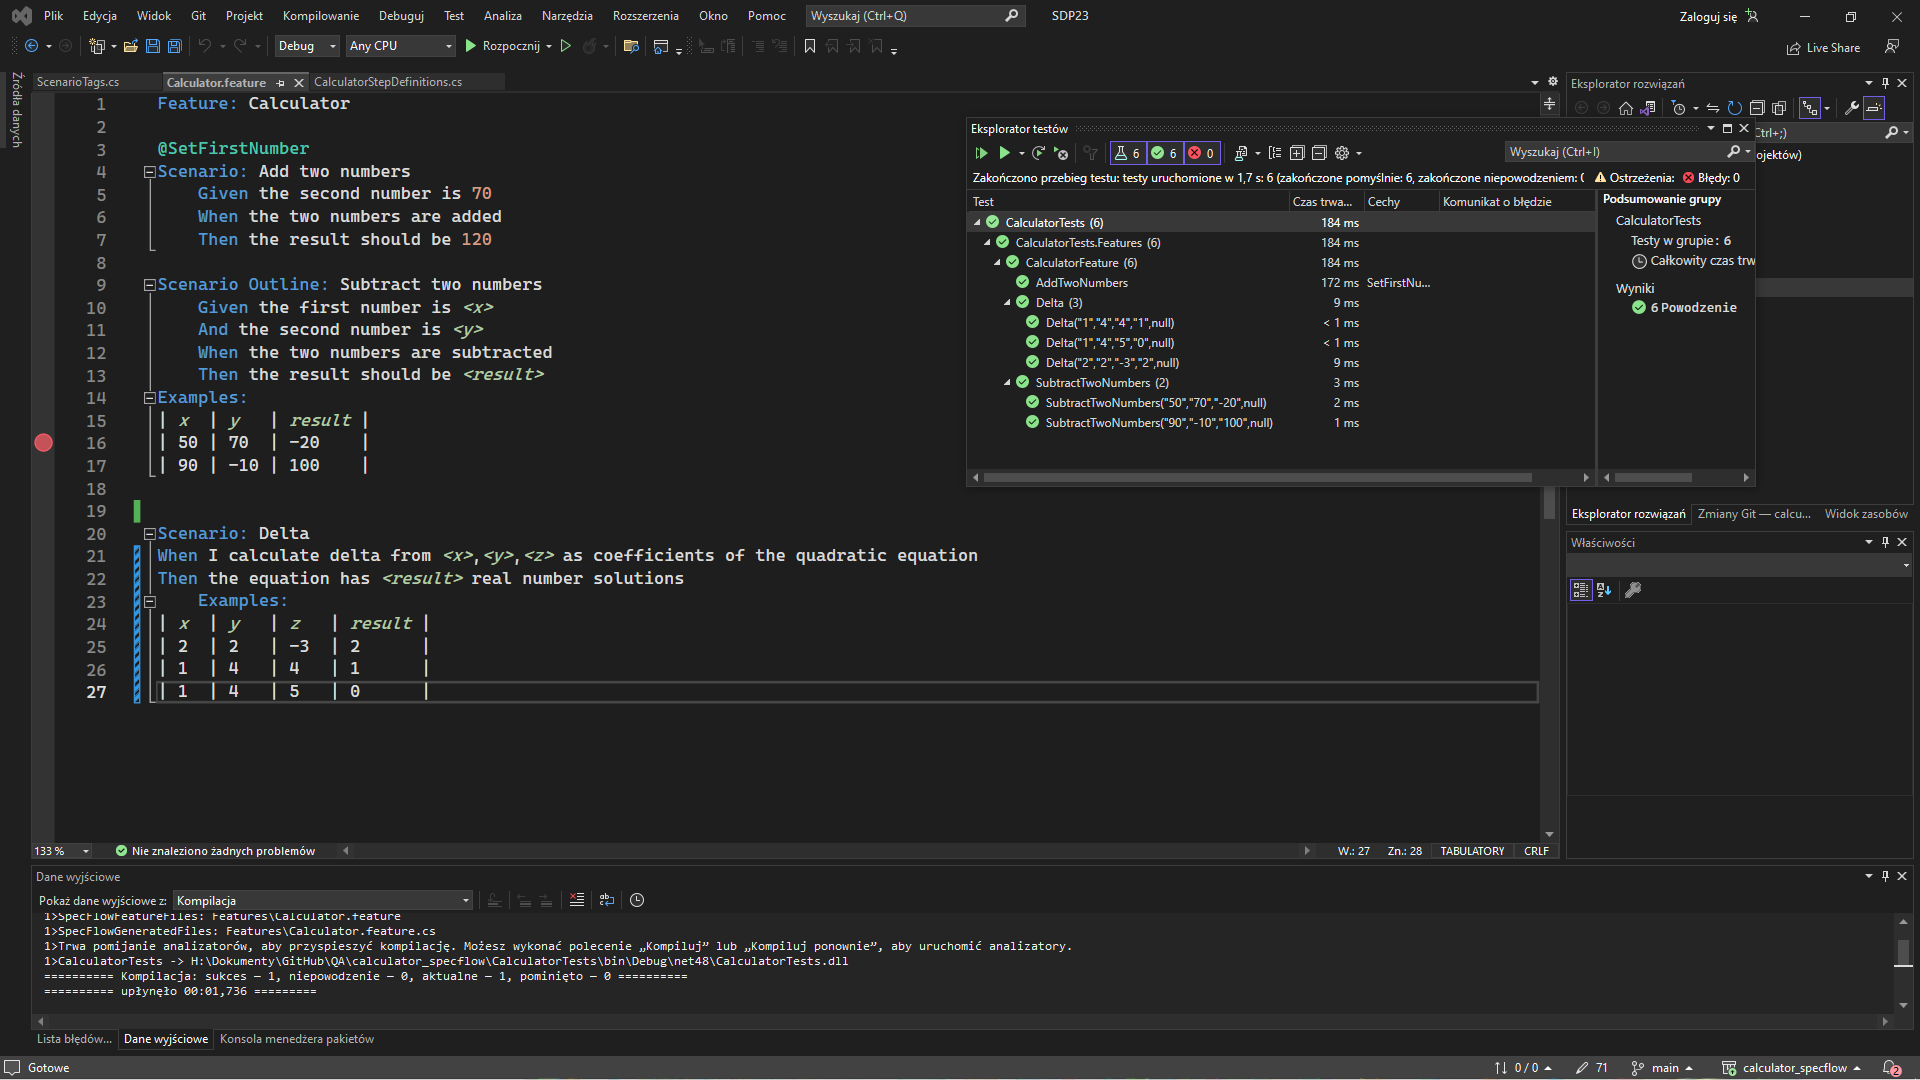 Plik Edycja Widok Git Projekt Kompilowanie Debuguj Test Analiza Narzędzia Rozszerzenia Okno Pomoc Wyszukaj (Ctrl+Q) SDP23 Zaloguj się
Debug Any CPU Rozpocznij Live Share
Źródła danych
ScenarioTags.cs Calculator.feature CalculatorStepDefinitions.cs
1 Feature: Calculator
2
3 @SetFirstNumber
4 Scenario: Add two numbers
5 Given the second number is 70
6 When the two numbers are added
7 Then the result should be 120
8
9 Scenario Outline: Subtract two numbers
10 Given the first number is <x>
11 And the second number is <y>
12 When the two numbers are subtracted
13 Then the result should be <result>
14 Examples:
15 | x | y | result |
16 | 50 | 70 | -20 |
17 | 90 | -10 | 100 |
18
19
20 Scenario: Delta
21 When I calculate delta from <x>,<y>,<z> as coefficients of the quadratic equation
22 Then the equation has <result> real number solutions
23 Examples:
24 | x | y | z | result |
25 | 2 | 2 | -3 | 2 |
26 | 1 | 4 | 4 | 1 |
27 | 1 | 4 | 5 | 0 |
133 % Nie znaleziono żadnych problemów W.: 27 Zn.: 28 TABULATORY CRLF
Eksplorator testów
6 6 0 Wyszukaj (Ctrl+I)
Zakończono przebieg testu: testy uruchomione w 1,7 s: 6 (zakończone pomyślnie: 6, zakończone niepowodzeniem: 0 Ostrzeżenia: Błędy: 0
Test Czas trwa... Cechy Komunikat o błędzie
CalculatorTests (6) 184 ms
CalculatorTests.Features (6) 184 ms
CalculatorFeature (6) 184 ms
AddTwoNumbers 172 ms SetFirstNu...
Delta (3) 9 ms
Delta("1","4","4","1",null) < 1 ms
Delta("1","4","5","0",null) < 1 ms
Delta("2","2","-3","2",null) 9 ms
SubtractTwoNumbers (2) 3 ms
SubtractTwoNumbers("50","70","-20",null) 2 ms
SubtractTwoNumbers("90","-10","100",null) 1 ms
Podsumowanie grupy
CalculatorTests
Testy w grupie: 6
Całkowity czas trw
Wyniki
6 Powodzenie
Eksplorator rozwiązań
Ctrl+;)
ojektów)
Eksplorator rozwiązań Zmiany Git — calcu... Widok zasobów
Właściwości
Dane wyjściowe
Pokaż dane wyjściowe z: Kompilacja
1>SpecFlowFeatureFiles: Features\Calculator.feature
1>SpecFlowGeneratedFiles: Features\Calculator.feature.cs
1>Trwa pomijanie analizatorów, aby przyspieszyć kompilację. Możesz wykonać polecenie „Kompiluj” lub „Kompiluj ponownie”, aby uruchomić analizatory.
1>CalculatorTests -> H:\Dokumenty\GitHub\QA\calculator_specflow\CalculatorTests\bin\Debug\net48\CalculatorTests.dll
========== Kompilacja: sukces — 1, niepowodzenie — 0, aktualne — 1, pominięto — 0 ==========
========== upłynęło 00:01,736 =========
Lista błędów... Dane wyjściowe Konsola menedżera pakietów
Gotowe 0 / 0 71 main calculator_specflow 2